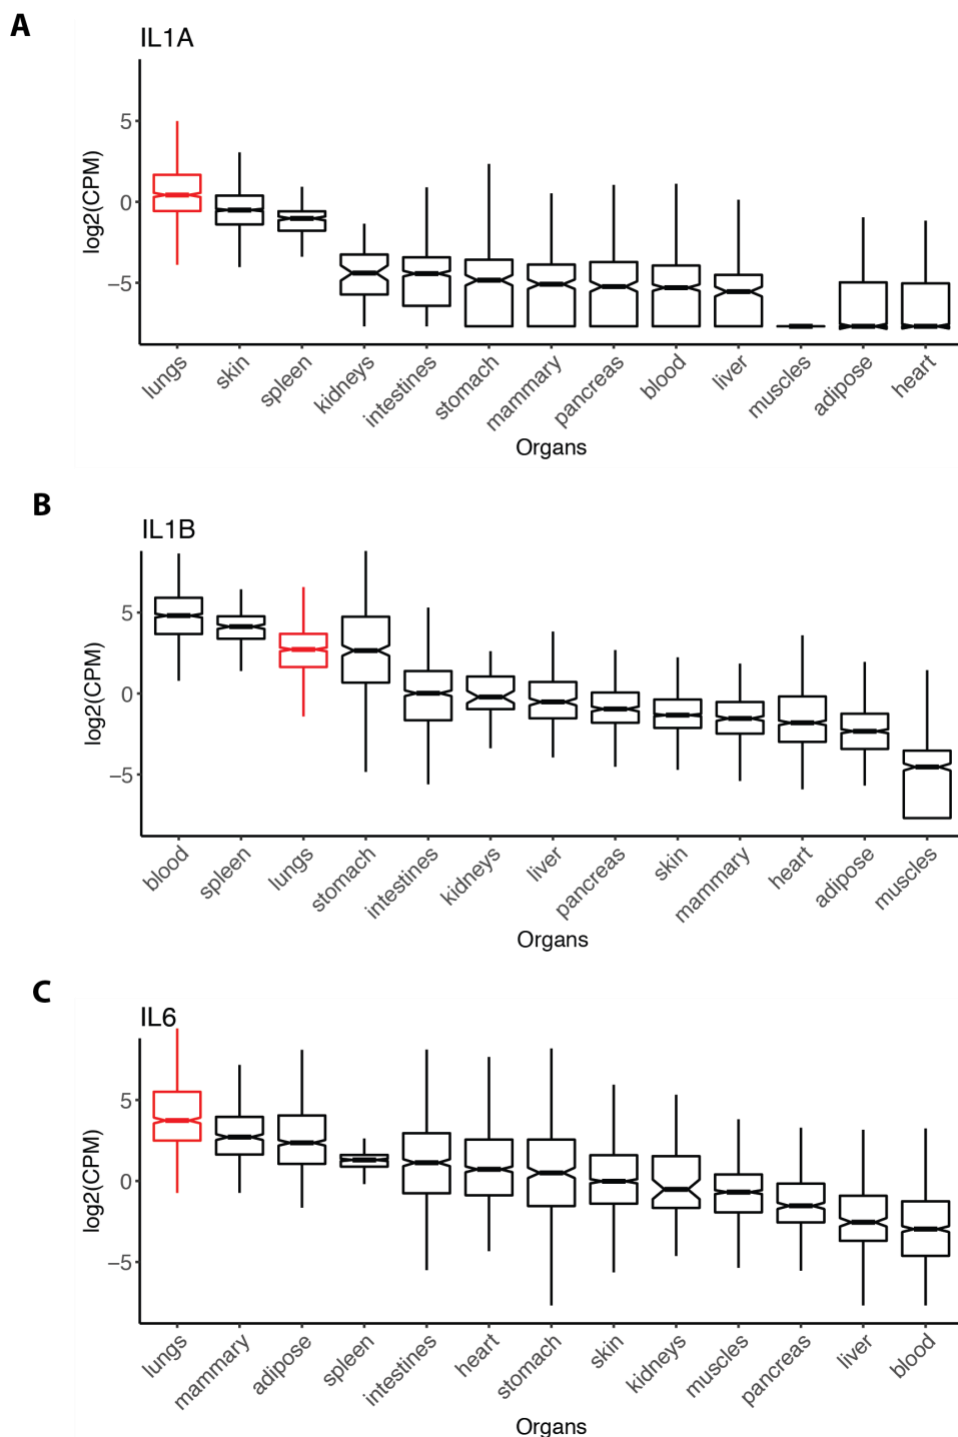 A
IL1A
5
0
−5
log2(CPM)
lungs
skin
spleen
kidneys
intestines
stomach
mammary
pancreas
blood
liver
muscles
adipose
heart
Organs
B
IL1B
5
0
−5
log2(CPM)
blood
spleen
lungs
stomach
intestines
kidneys
liver
pancreas
skin
mammary
heart
adipose
muscles
Organs
C
IL6
5
0
−5
log2(CPM)
lungs
mammary
adipose
spleen
intestines
heart
stomach
skin
kidneys
muscles
pancreas
liver
blood
Organs